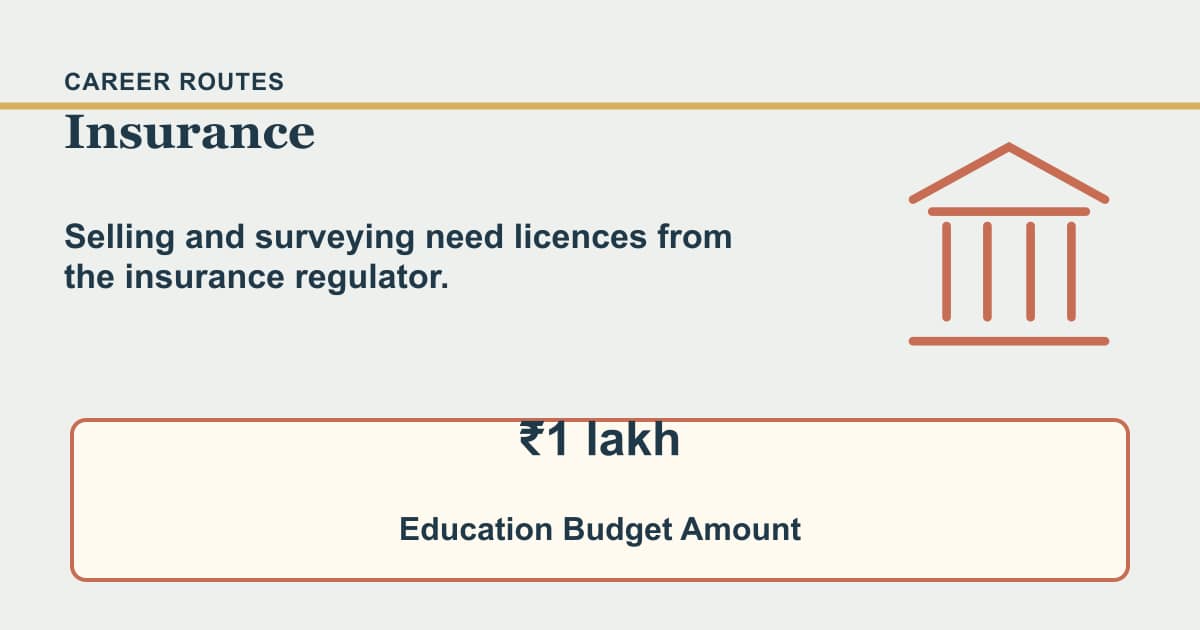 CAREER ROUTES
Insurance
Selling and surveying need licences from
the insurance regulator.
₹1 lakh
Education Budget Amount